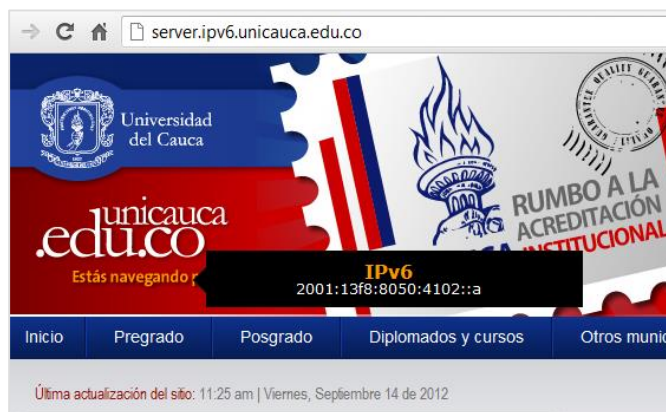 server.ipv6.unicauca.edu.co
Universidad
del Cauca
unicauca
.edu.co
Estás navegando
IPv6
2001:13f8:8050:4102::a
RUMBO A LA
ACREDITACIÓN
INSTITUCIONAL
Inicio Pregrado Posgrado Diplomados y cursos Otros munic
Última actualización del sitio: 11:25 am | Viernes, Septiembre 14 de 2012